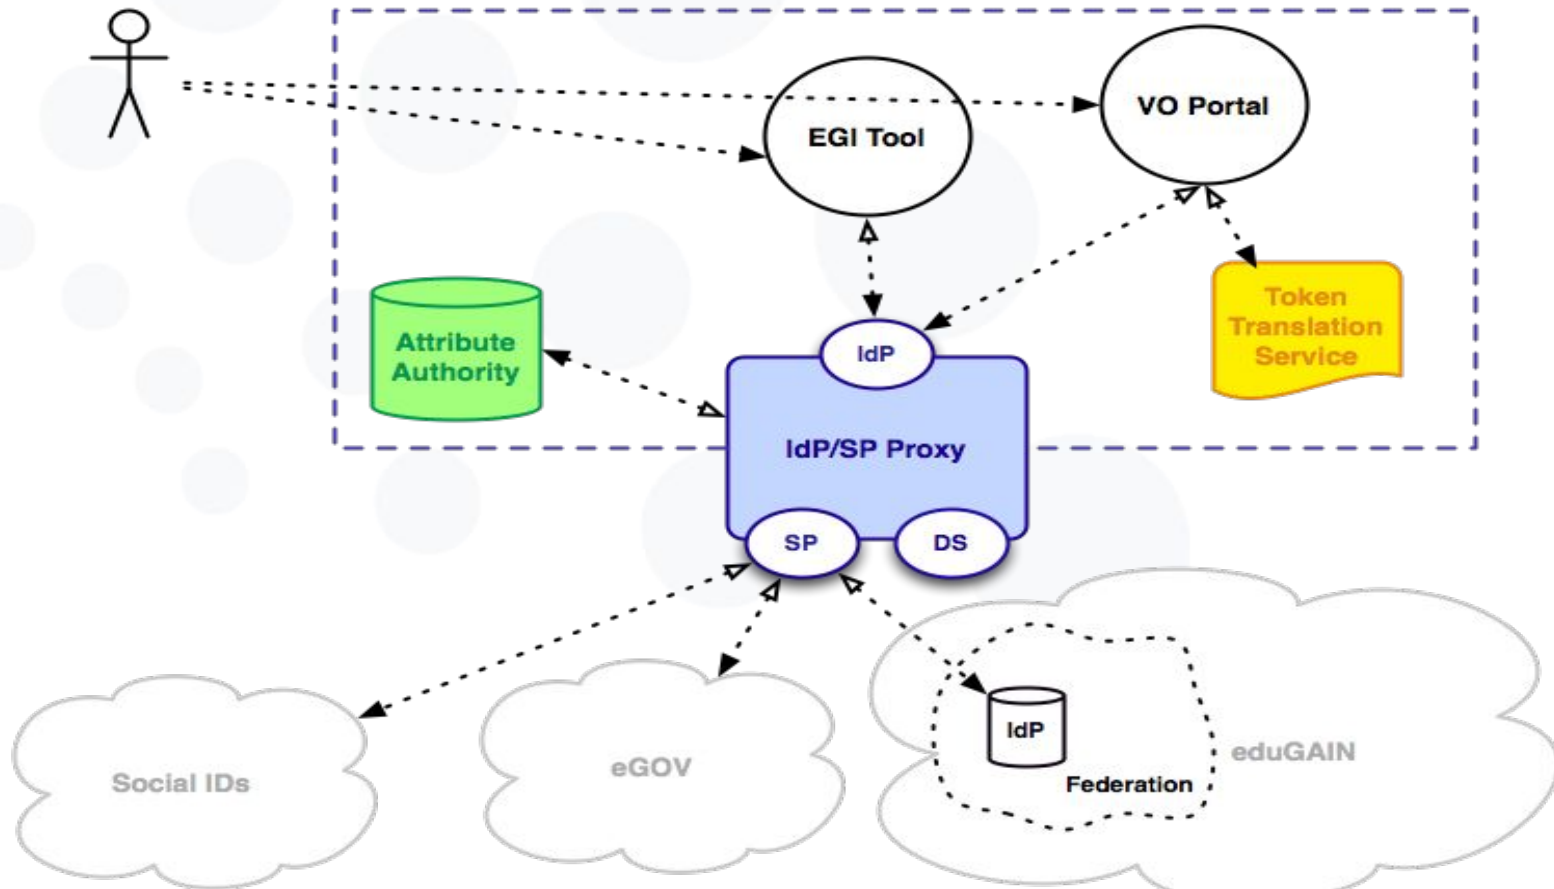 VO Portal
EGI Tool
Attribute
Authority
Token
Translation
Service
IdP
IdP/SP Proxy
SP
DS
Social IDs
eGOV
IdP
Federation
eduGAIN